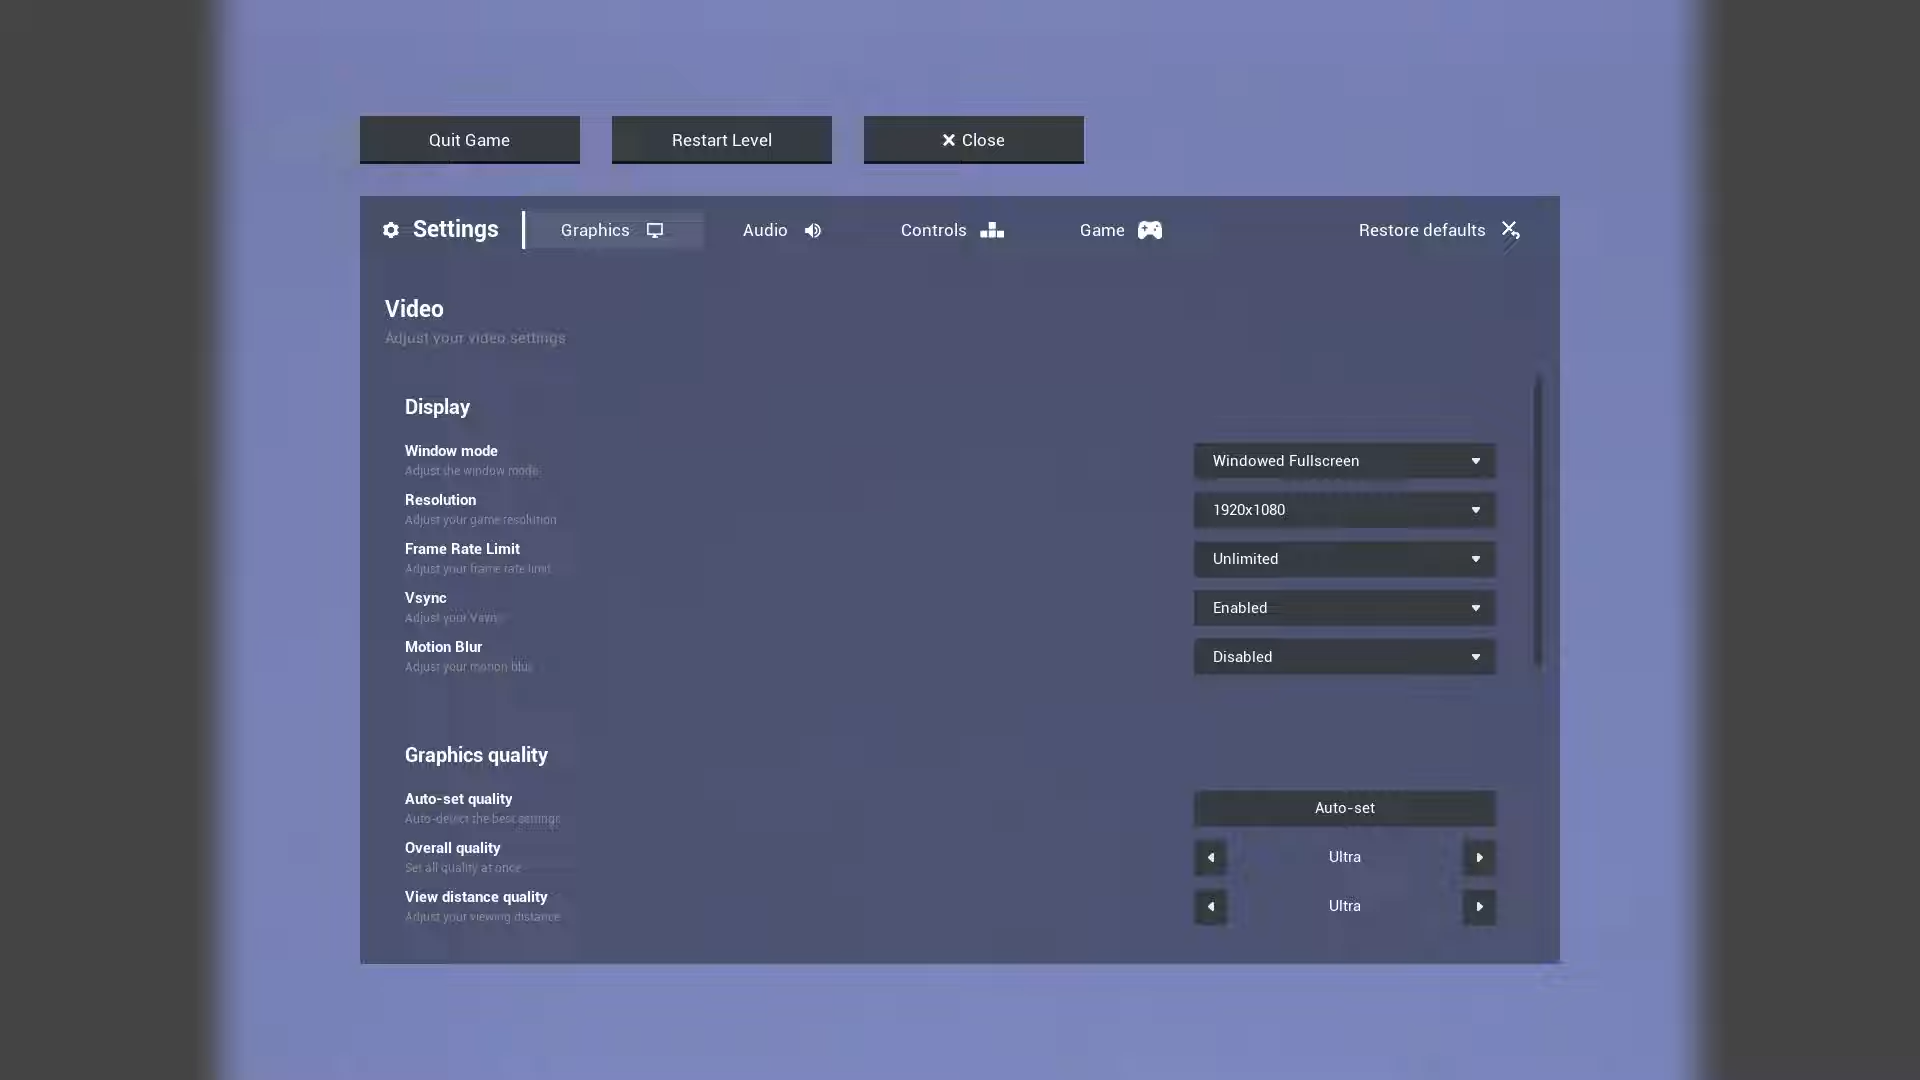 Quit Game
Restart Level
Close
Settings
Graphics
Audio
Controls
Game
Restore defaults
Video
Adjust your video settings
Display
Window mode
Adjust the window mode
Windowed Fullscreen
Resolution
Adjust your game resolution
1920x1080
Frame Rate Limit
Adjust your frame rate limit
Unlimited
Vsync
Adjust your Vsync
Enabled
Motion Blur
Adjust your motion blur
Disabled
Graphics quality
Auto-set quality
Auto-detect the best settings
Auto-set
Overall quality
Set all quality at once
Ultra
View distance quality
Adjust your viewing distance
Ultra